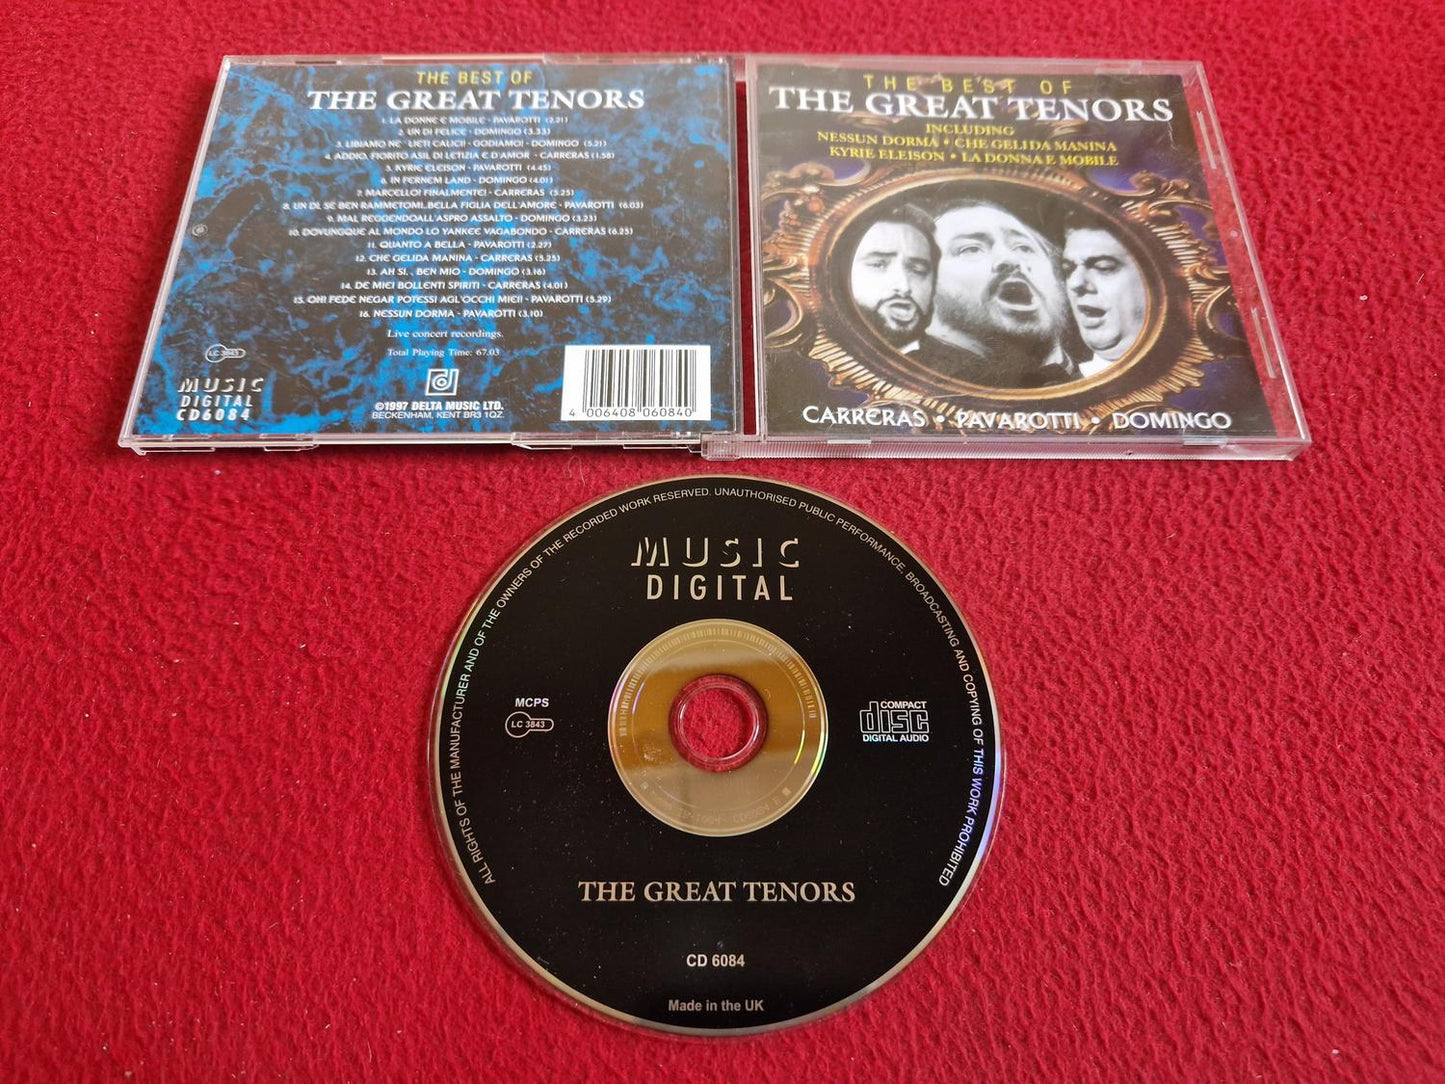 THE BEST OF
THE GREAT TENORS
1. LA DONNE E MOBILE - PAVAROTTI (2.21)
2. UN DI FELICE - DOMINGO (3.33)
3. LIBIAMO NE' LIETI CALICII - GODIAMO! - DOMINGO (5.21)
4. ADDIO, FIORITO ASIL DI LETIZIA E D'AMOR - CARRERAS (1.58)
5. KYRIE ELEISON - PAVAROTTI (4.45)
6. IN FERNEM LAND - DOMINGO (4.01)
7. MARCELLO! FINALMENTE! - CARRERAS (5.25)
8. UN DI, SE BEN RAMMETOMI..BELLA FIGLIA DELL'AMORE - PAVAROTTI (6.03)
9. MAL REGGENDOALL'ASPRO ASSALTO - DOMINGO (3.23)
10. DOVUNGQUE AL MONDO LO YANKEE VAGABONDO - CARRERAS (6.25)
11. QUANTO A BELLA - PAVAROTTI (2.27)
12. CHE GELIDA MANINA - CARRERAS (5.25)
13. AH SI, , BEN MIO - DOMINGO (3.16)
14. DE MIEI BOLLENTI SPIRITI - CARRERAS (4.01)
15. OH! FEDE NEGAR POTESSI AGL'OCCHI MIEI! - PAVAROTTI (5.29)
16. NESSUN DORMA - PAVAROTTI (3.10)
Live concert recordings.
Total Playing Time: 67.03
LC 3843
MUSIC
DIGITAL
CD6084
©1997 DELTA MUSIC LTD.
BECKENHAM, KENT BR3 1QZ.
4 006408 060840
THE BEST OF
THE GREAT TENORS
INCLUDING
NESSUN DORMA • CHE GELIDA MANINA
KYRIE ELEISON • LA DONNA E MOBILE
CARRERAS • PAVAROTTI • DOMINGO
ALL RIGHTS OF THE MANUFACTURER AND OF THE OWNERS OF THE RECORDED WORK RESERVED. UNAUTHORISED PUBLIC PERFORMANCE, BROADCASTING AND COPYING OF THIS WORK PROHIBITED
MUSIC
DIGITAL
MCPS
LC 3843
COMPACT
disc
DIGITAL AUDIO
THE GREAT TENORS
CD 6084
Made in the UK